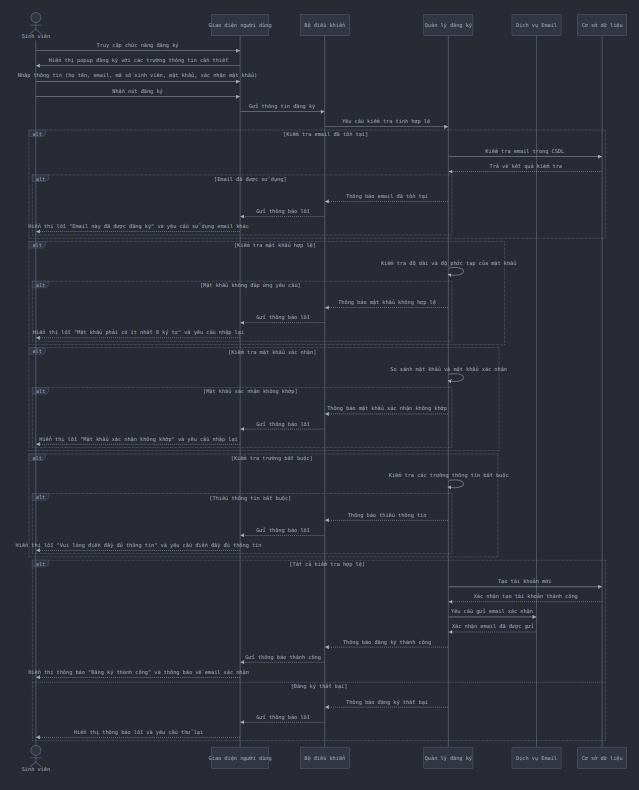 Sinh viên
Giao diện người dùng
Bộ điều khiển
Quản lý đăng ký
Dịch vụ Email
Cơ sở dữ liệu
Truy cập chức năng đăng ký
Hiển thị popup đăng ký với các trường thông tin cần thiết
Nhập thông tin (họ tên, email, mã số sinh viên, mật khẩu, xác nhận mật khẩu)
Nhấn nút đăng ký
Gửi thông tin đăng ký
Yêu cầu kiểm tra tính hợp lệ
alt
[Kiểm tra email đã tồn tại]
Kiểm tra email trong CSDL
Trả về kết quả kiểm tra
alt
[Email đã được sử dụng]
Thông báo email đã tồn tại
Gửi thông báo lỗi
Hiển thị lỗi "Email này đã được đăng ký" và yêu cầu sử dụng email khác
alt
[Kiểm tra mật khẩu hợp lệ]
Kiểm tra độ dài và độ phức tạp của mật khẩu
alt
[Mật khẩu không đáp ứng yêu cầu]
Thông báo mật khẩu không hợp lệ
Gửi thông báo lỗi
Hiển thị lỗi "Mật khẩu phải có ít nhất 8 ký tự" và yêu cầu nhập lại
alt
[Kiểm tra mật khẩu xác nhận]
So sánh mật khẩu và mật khẩu xác nhận
alt
[Mật khẩu xác nhận không khớp]
Thông báo mật khẩu xác nhận không khớp
Gửi thông báo lỗi
Hiển thị lỗi "Mật khẩu xác nhận không khớp" và yêu cầu nhập lại
alt
[Kiểm tra trường bắt buộc]
Kiểm tra các trường thông tin bắt buộc
alt
[Thiếu thông tin bắt buộc]
Thông báo thiếu thông tin
Gửi thông báo lỗi
Hiển thị lỗi "Vui lòng điền đầy đủ thông tin" và yêu cầu điền đầy đủ thông tin
alt
[Tất cả kiểm tra hợp lệ]
Tạo tài khoản mới
Xác nhận tạo tài khoản thành công
Yêu cầu gửi email xác nhận
Xác nhận email đã được gửi
Thông báo đăng ký thành công
Gửi thông báo thành công
Hiển thị thông báo "Đăng ký thành công" và thông báo về email xác nhận
[Đăng ký thất bại]
Thông báo đăng ký thất bại
Gửi thông báo lỗi
Hiển thị thông báo lỗi và yêu cầu thử lại
Sinh viên
Giao diện người dùng
Bộ điều khiển
Quản lý đăng ký
Dịch vụ Email
Cơ sở dữ liệu